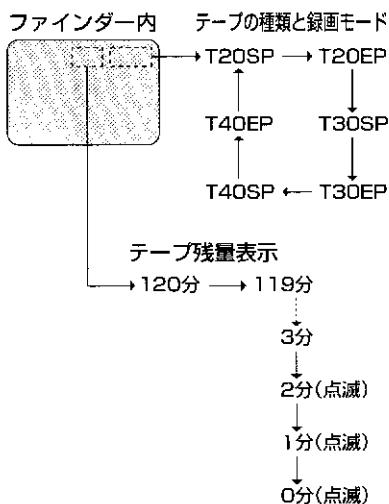 ファインダー内
テープの種類と録画モード
T20SP → T20EP
T40EP
T30SP
T40SP ← T30EP
テープ残量表示
120分 → 119分
3分
2分(点滅)
1分(点滅)
0分(点滅)